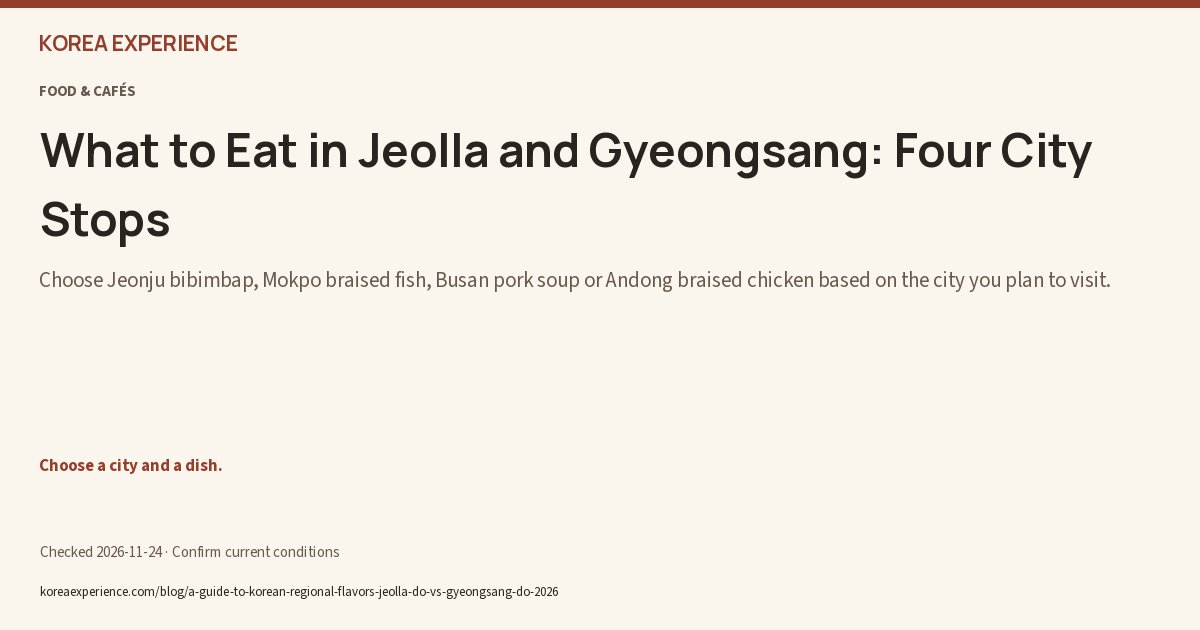 KOREA EXPERIENCE
FOOD & CAFÉS
What to Eat in Jeolla and Gyeongsang: Four City
Stops
Choose Jeonju bibimbap, Mokpo braised fish, Busan pork soup or Andong braised chicken based on the city you plan to visit.
Choose a city and a dish.
Checked 2026-11-24 · Confirm current conditions
koreaexperience.com/blog/a-guide-to-korean-regional-flavors-jeolla-do-vs-gyeongsang-do-2026